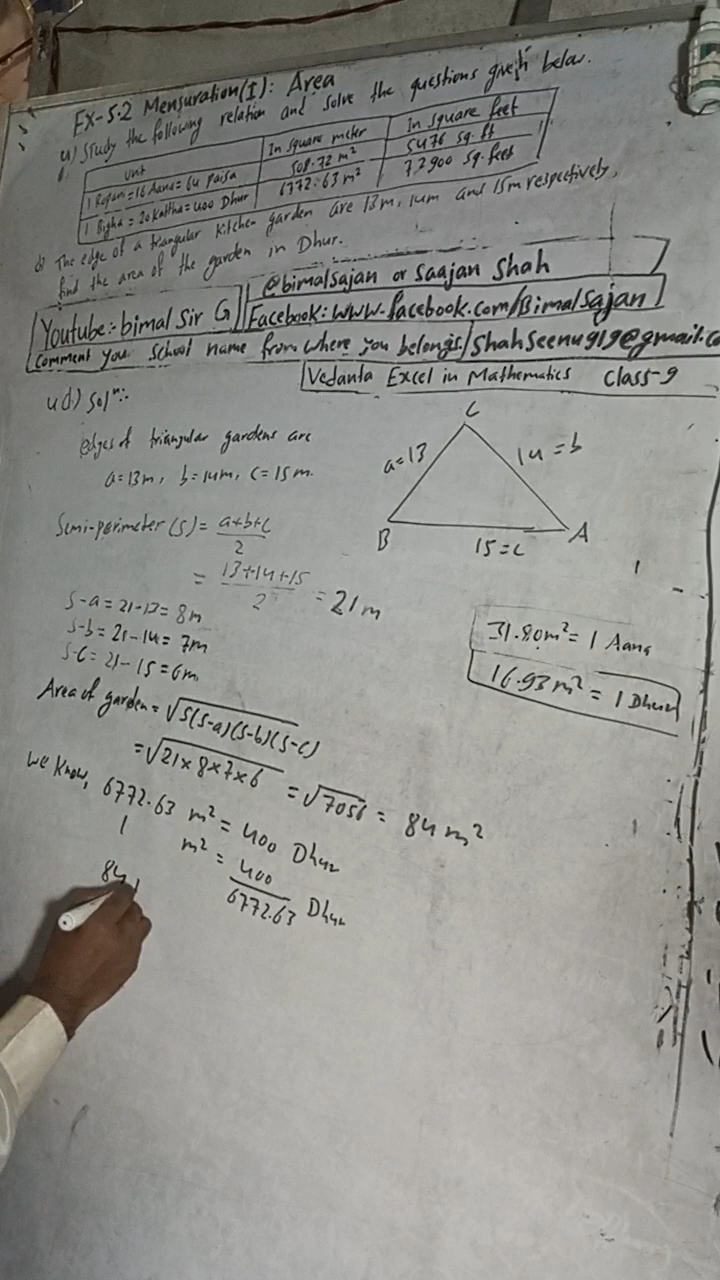 Ex-5.2 Mensuration(I): Area
4) Study the following relation and solve the questions given below.
Unit In square meter In square feet
1 Ropani = 16 Aana = 64 Paisa 508.72 m² 5476 sq.ft
1 Bigha = 20 Kattha = 400 Dhur 6772.63 m² 72900 sq.feet
d) The edge of a triangular kitchen garden are 13m, 14m and 15m respectively,
find the area of the garden in Dhur.
@bimalsajan or Saajan Shah
Youtube:- bimal Sir G Facebook: www.facebook.com/Bimalsajan
Comment you school name from where you belongs/Shahseenu919@gmail.co
Vedanta Excel in Mathematics Class-9
4d) Solⁿ:
edges of triangular gardens are
a=13m, b=14m, c=15m.
C
a=13
14=b
B
A
15=c
Semi-perimeter (s) = a+b+c / 2
= 13+14+15 / 2 = 21m
s-a = 21-13 = 8m
s-b = 21-14 = 7m
s-c = 21-15 = 6m
31.80m² = 1 Aana
16.93m² = 1 Dhur
Area of garden = √s(s-a)(s-b)(s-c)
= √21×8×7×6 = √7056 = 84m²
We know, 6772.63 m² = 400 Dhur
1 m² = 400 / 6772.63 Dhur
84